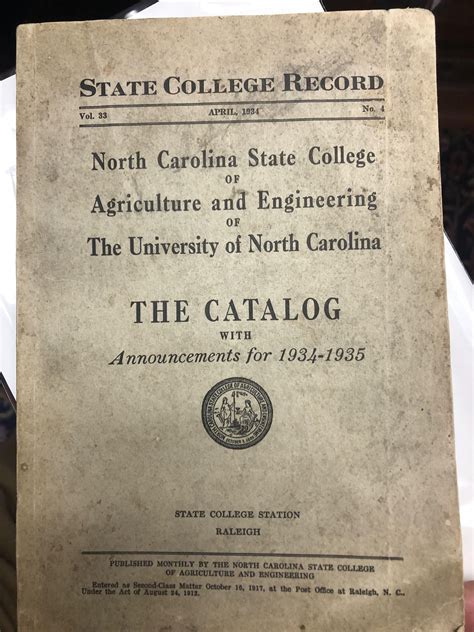 STATE COLLEGE RECORD
Vol. 33 APRIL, 1934 No. 4
North Carolina State College
OF
Agriculture and Engineering
OF
The University of North Carolina
THE CATALOG
WITH
Announcements for 1934-1935
STATE COLLEGE STATION
RALEIGH
PUBLISHED MONTHLY BY THE NORTH CAROLINA STATE COLLEGE
OF AGRICULTURE AND ENGINEERING
Entered as Second-Class Matter October 16, 1917, at the Post Office at Raleigh, N. C.,
Under the Act of August 24, 1912.